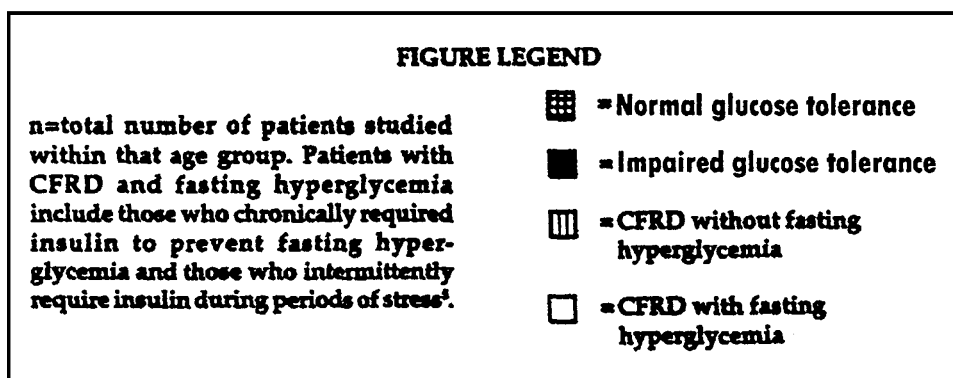 FIGURE LEGEND
n=total number of patients studied
within that age group. Patients with
CFRD and fasting hyperglycemia
include those who chronically required
insulin to prevent fasting hyper-
glycemia and those who intermittently
require insulin during periods of stress⁵.
=Normal glucose tolerance
=Impaired glucose tolerance
=CFRD without fasting
hyperglycemia
=CFRD with fasting
hyperglycemia